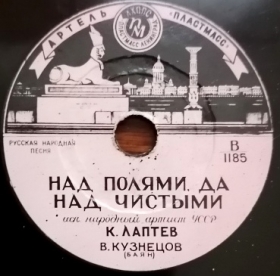 АРТЕЛЬ „ПЛАСТМАСС"
РУССКАЯ НАРОДНАЯ
ПЕСНЯ
В
1185
НАД ПОЛЯМИ, ДА
НАД ЧИСТЫМИ
исп. народный артист УССР
К. ЛАПТЕВ
В. КУЗНЕЦОВ
(БАЯН)